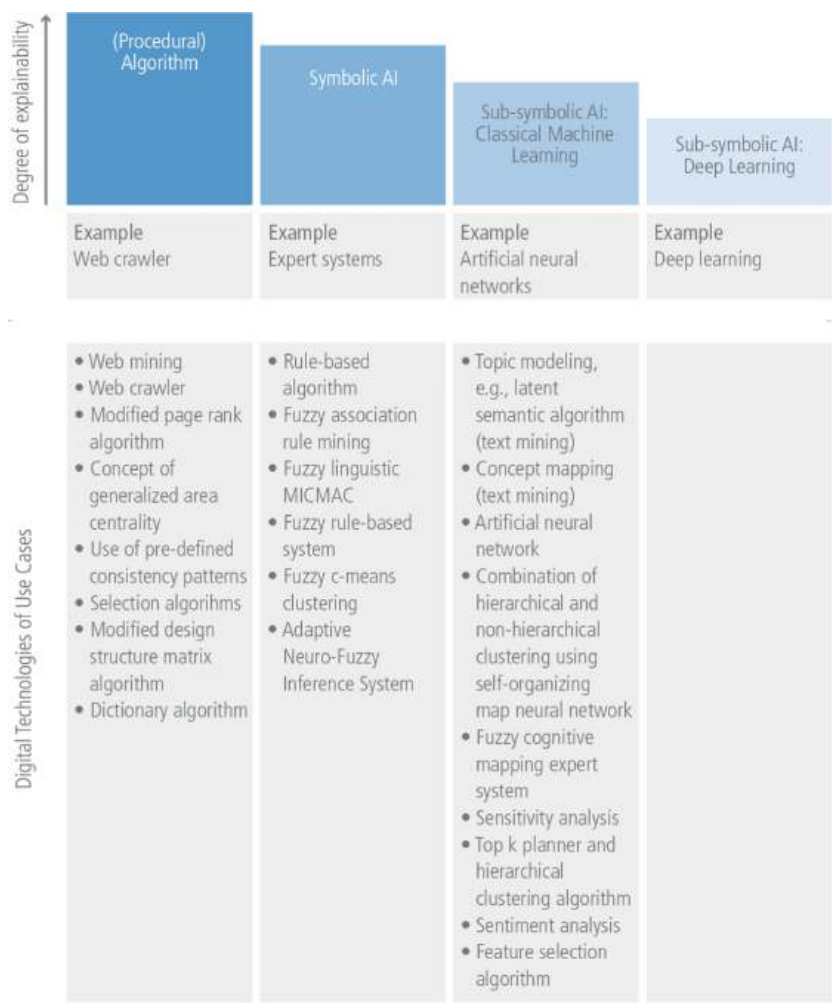 Degree of explainability
(Procedural)
Algorithm
Symbolic AI
Sub-symbolic AI:
Classical Machine
Learning
Sub-symbolic AI:
Deep Learning
Example
Web crawler
Example
Expert systems
Example
Artificial neural
networks
Example
Deep learning
Digital Technologies of Use Cases
• Web mining
• Web crawler
• Modified page rank
algorithm
• Concept of
generalized area
centrality
• Use of pre-defined
consistency patterns
• Selection algorihms
• Modified design
structure matrix
algorithm
• Dictionary algorithm
• Rule-based
algorithm
• Fuzzy association
rule mining
• Fuzzy linguistic
MICMAC
• Fuzzy rule-based
system
• Fuzzy c-means
clustering
• Adaptive
Neuro-Fuzzy
Inference System
• Topic modeling,
e.g., latent
semantic algorithm
(text mining)
• Concept mapping
(text mining)
• Artificial neural
network
• Combination of
hierarchical and
non-hierarchical
clustering using
self-organizing
map neural network
• Fuzzy cognitive
mapping expert
system
• Sensitivity analysis
• Top k planner and
hierarchical
clustering algorithm
• Sentiment analysis
• Feature selection
algorithm